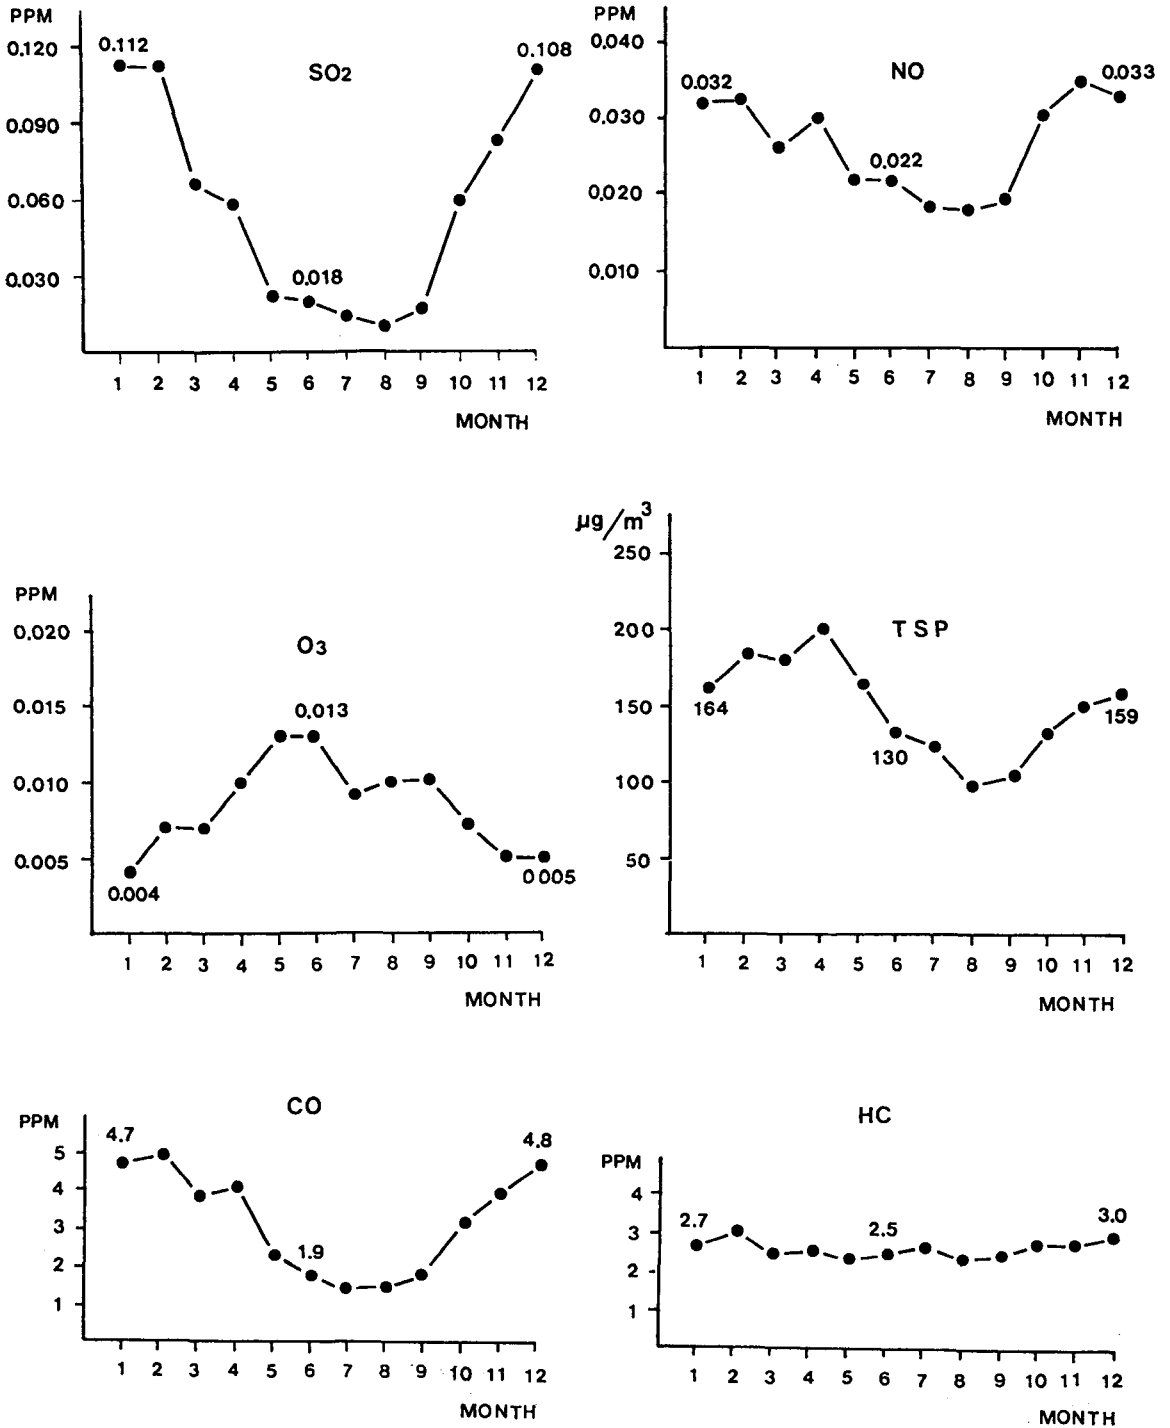 PPM
0.120
0.090
0.060
0.030
SO2
0.112
0.018
0.108
1 2 3 4 5 6 7 8 9 10 11 12
MONTH
PPM
0.040
0.030
0.020
0.010
NO
0.032
0.022
0.033
1 2 3 4 5 6 7 8 9 10 11 12
MONTH
PPM
0.020
0.015
0.010
0.005
O3
0.004
0.013
0 005
1 2 3 4 5 6 7 8 9 10 11 12
MONTH
µg/m3
250
200
150
100
50
TSP
164
130
159
1 2 3 4 5 6 7 8 9 10 11 12
MONTH
CO
PPM
5
4
3
2
1
4.7
1.9
4.8
1 2 3 4 5 6 7 8 9 10 11 12
MONTH
HC
PPM
4
3
2
1
2.7
2.5
3.0
1 2 3 4 5 6 7 8 9 10 11 12
MONTH